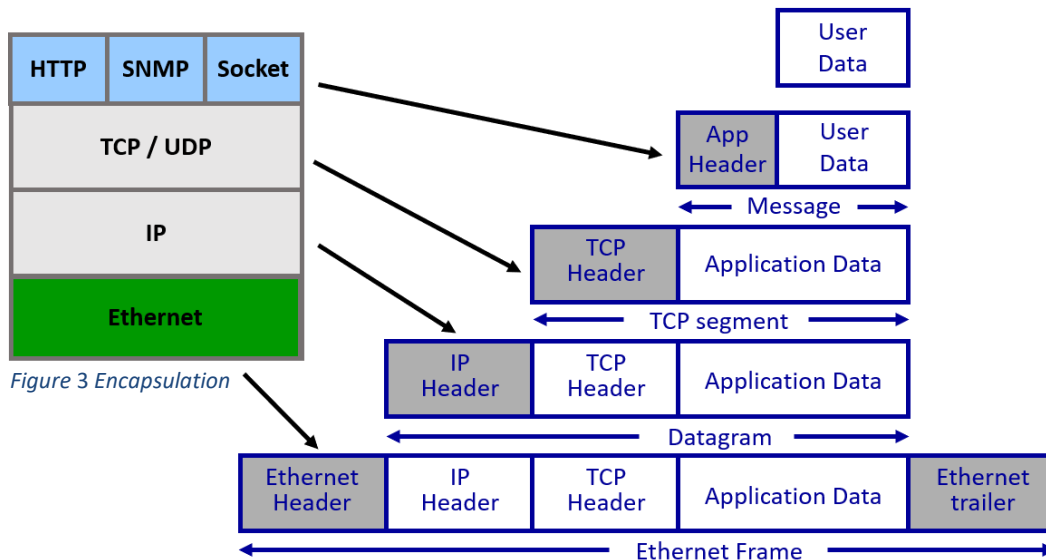 HTTP SNMP Socket
TCP / UDP
IP
Ethernet
Figure 3 Encapsulation
User
Data
App
Header
User
Data
Message
TCP
Header
Application Data
TCP segment
IP
Header
TCP
Header
Application Data
Datagram
Ethernet
Header
IP
Header
TCP
Header
Application Data
Ethernet
trailer
Ethernet Frame